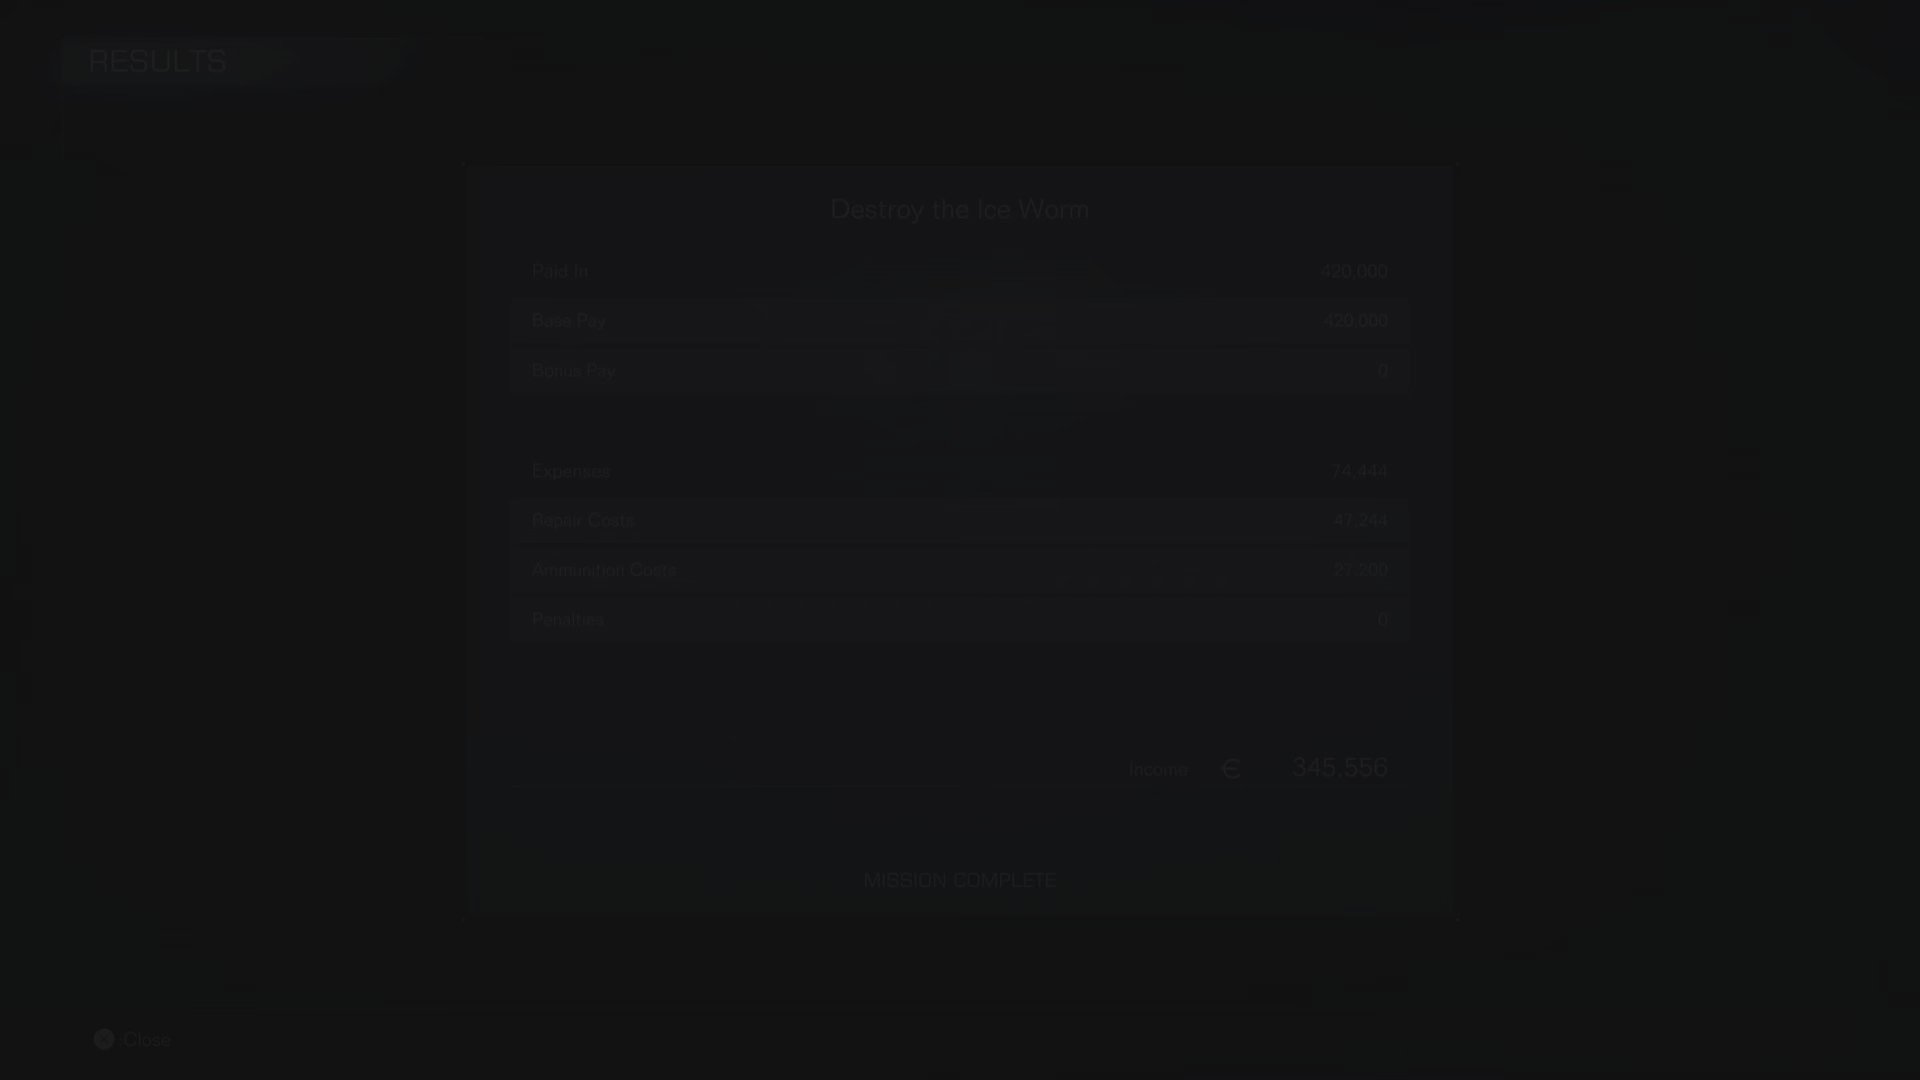 RESULTS
Destroy the Ice Worm
Paid In 420,000
Base Pay 420,000
Bonus Pay 0
Expenses 74,444
Repair Costs 47,244
Ammunition Costs 27,200
Penalties 0
Income 345,556
MISSION COMPLETE
:Close